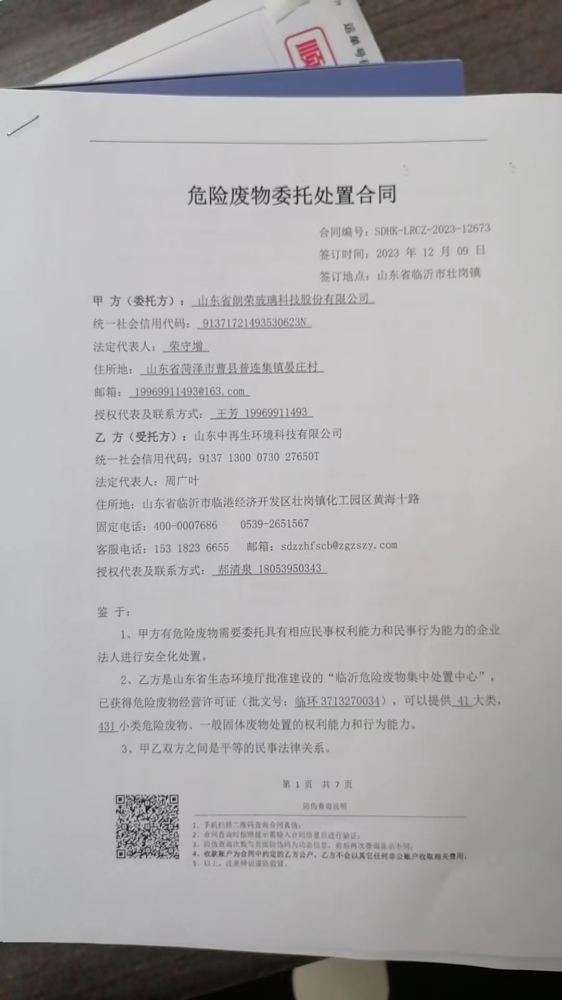 运单号
顺
危险废物委托处置合同
合同编号：SDHK-LRCZ-2023-12673
签订时间：2023 年 12 月 09 日
签订地点：山东省临沂市壮岗镇
甲 方（委托方）：山东省朗荣玻璃科技股份有限公司
统一社会信用代码：91371721493530623N
法定代表人：荣守增
住所地：山东省菏泽市曹县普连集镇晏庄村
邮箱：19969911493@163.com
授权代表及联系方式：王芳 19969911493
乙 方（受托方）：山东中再生环境科技有限公司
统一社会信用代码：9137 1300 0730 27650T
法定代表人：周广叶
住所地：山东省临沂市临港经济开发区壮岗镇化工园区黄海十路
固定电话：400-0007686 0539-2651567
客服电话：153 1823 6655 邮箱：sdzzhfscb@zgzszy.com
授权代表及联系方式：郝清泉 18053950343
鉴 于：
1、甲方有危险废物需要委托具有相应民事权利能力和民事行为能力的企业
法人进行安全化处置。
2、乙方是山东省生态环境厅批准建设的“临沂危险废物集中处置中心”，
已获得危险废物经营许可证（批文号：临环 3713270034），可以提供 41 大类，
431 小类危险废物、一般固体废物处置的权利能力和行为能力。
3、甲乙双方之间是平等的民事法律关系。
第 1 页 共 7 页
防伪查询说明
1、手机扫描二维码查询合同真伪；
2、合同查询时按照提示需输入合同信息后进行验证；
3、防伪查询次数与页面防伪码为动态信息，前后两次查询显示不同；
4、收款账户为合同中约定的乙方公户，乙方不会以其它任何非公账户收取相关费用；
5、以上，注意辨识谨防假冒。